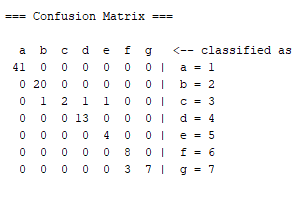 === Confusion Matrix ===
a b c d e f g <-- classified as
41 0 0 0 0 0 0 | a = 1
0 20 0 0 0 0 0 | b = 2
0 1 2 1 1 0 0 | c = 3
0 0 0 13 0 0 0 | d = 4
0 0 0 0 4 0 0 | e = 5
0 0 0 0 0 8 0 | f = 6
0 0 0 0 0 3 7 | g = 7